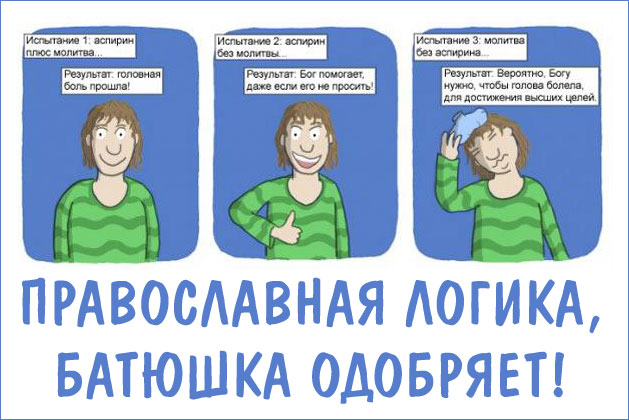 Испытание 1: аспирин
плюс молитва...
Результат: головная
боль прошла!
Испытание 2: аспирин
без молитвы...
Результат: Бог помогает,
даже если его не просить!
Испытание 3: молитва
без аспирина...
Результат: Вероятно, Богу
нужно, чтобы голова болела,
для достижения высших целей.
ПРАВОСЛАВНАЯ ЛОГИКА,
БАТЮШКА ОДОБРЯЕТ!